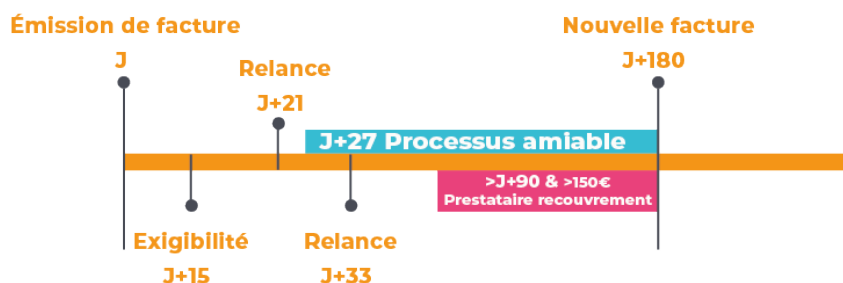 Émission de facture
J
Relance
J+21
Nouvelle facture
J+180
J+27 Processus amiable
>J+90 & >150€
Prestataire recouvrement
Exigibilité
J+15
Relance
J+33